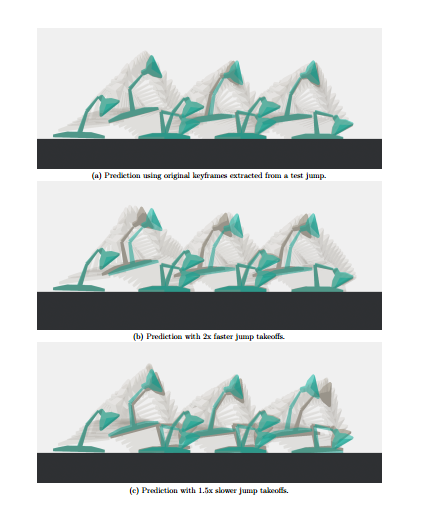 (a) Prediction using original keyframes extracted from a test jump.
(b) Prediction with 2x faster jump takeoffs.
(c) Prediction with 1.5x slower jump takeoffs.